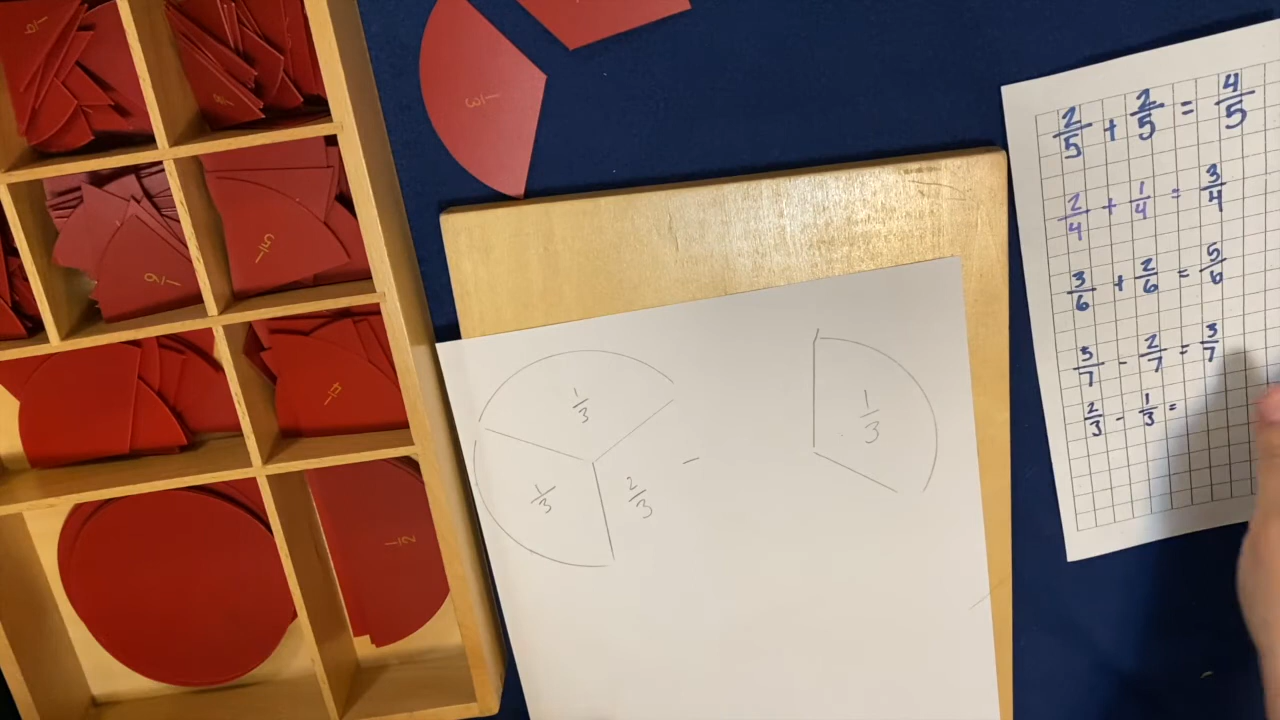 1/3
1/6
1/5
1/4
1/2
1/3
1/3
2/3
-
1/3
2/5 + 2/5 = 4/5
2/4 + 1/4 = 3/4
3/6 + 2/6 = 5/6
5/7 - 2/7 = 3/7
2/3 - 1/3 =